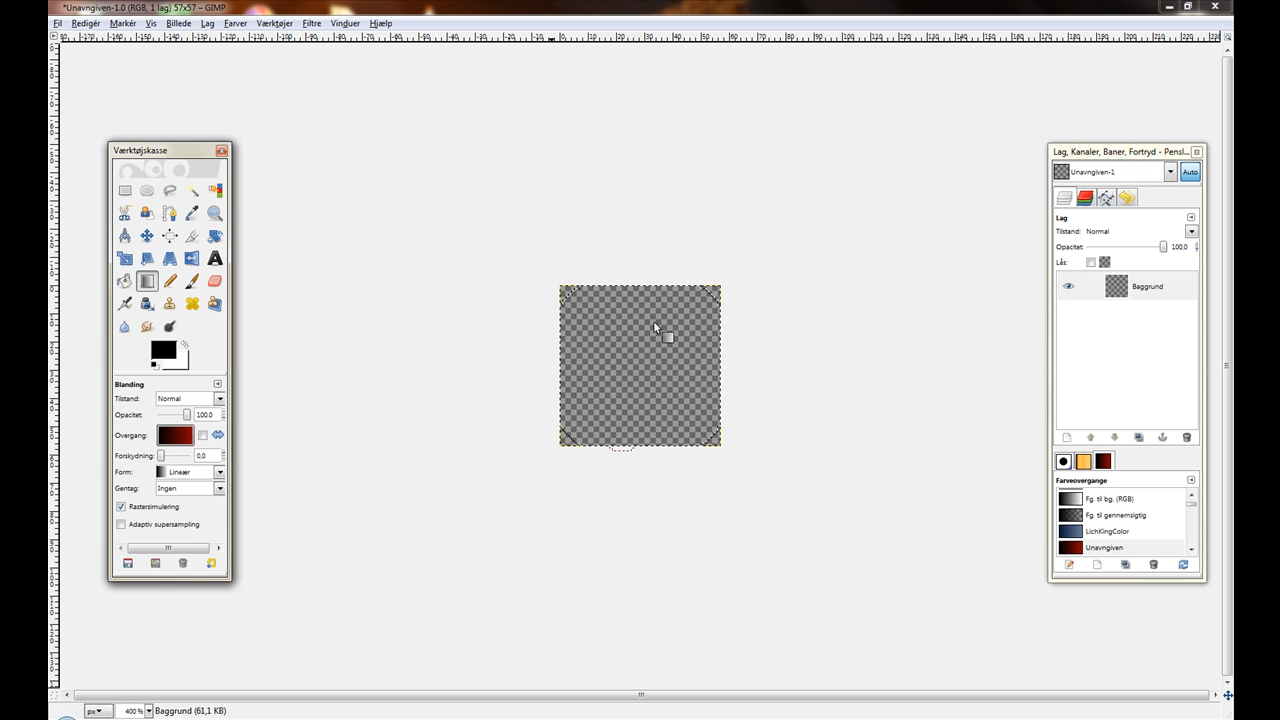 *Unavngiven-1.0 (RGB, 1 lag) 57x57 – GIMP
Fil Redigér Markér Vis Billede Lag Farver Værktøjer Filtre Vinduer Hjælp
Værktøjskasse
Blanding
Tilstand: Normal
Opacitet: 100,0
Overgang:
Forskydning: 0,0
Form: Lineær
Gentag: Ingen
Rastersimulering
Adaptiv supersampling
Lag, Kanaler, Baner, Fortryd - Pensl...
Unavngiven-1
Auto
Lag
Tilstand: Normal
Opacitet: 100,0
Lås:
Baggrund
Farveovergange
Fg. til bg. (RGB)
Fg. til gennemsigtig
LichKingColor
Unavngiven
px 400% Baggrund (61,1 KB)